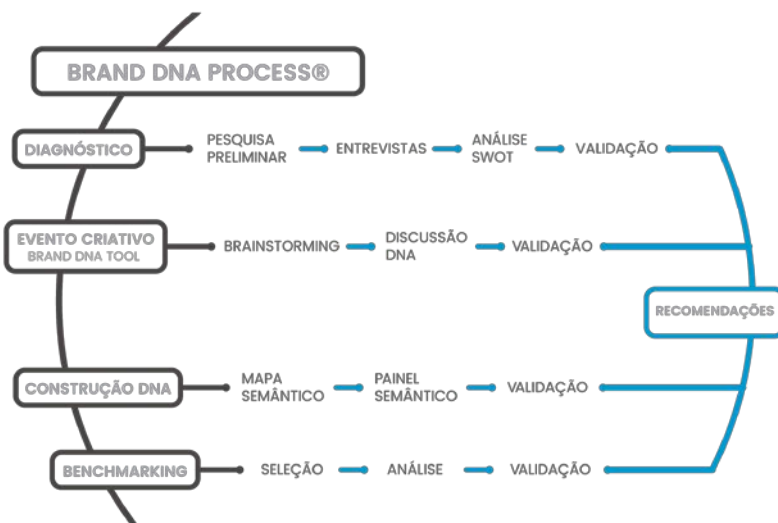 BRAND DNA PROCESS®
DIAGNÓSTICO
PESQUISA
PRELIMINAR
ENTREVISTAS
ANÁLISE
SWOT
VALIDAÇÃO
EVENTO CRIATIVO
BRAND DNA TOOL
BRAINSTORMING
DISCUSSÃO
DNA
VALIDAÇÃO
RECOMENDAÇÕES
CONSTRUÇÃO DNA
MAPA
SEMÂNTICO
PAINEL
SEMÂNTICO
VALIDAÇÃO
BENCHMARKING
SELEÇÃO
ANÁLISE
VALIDAÇÃO